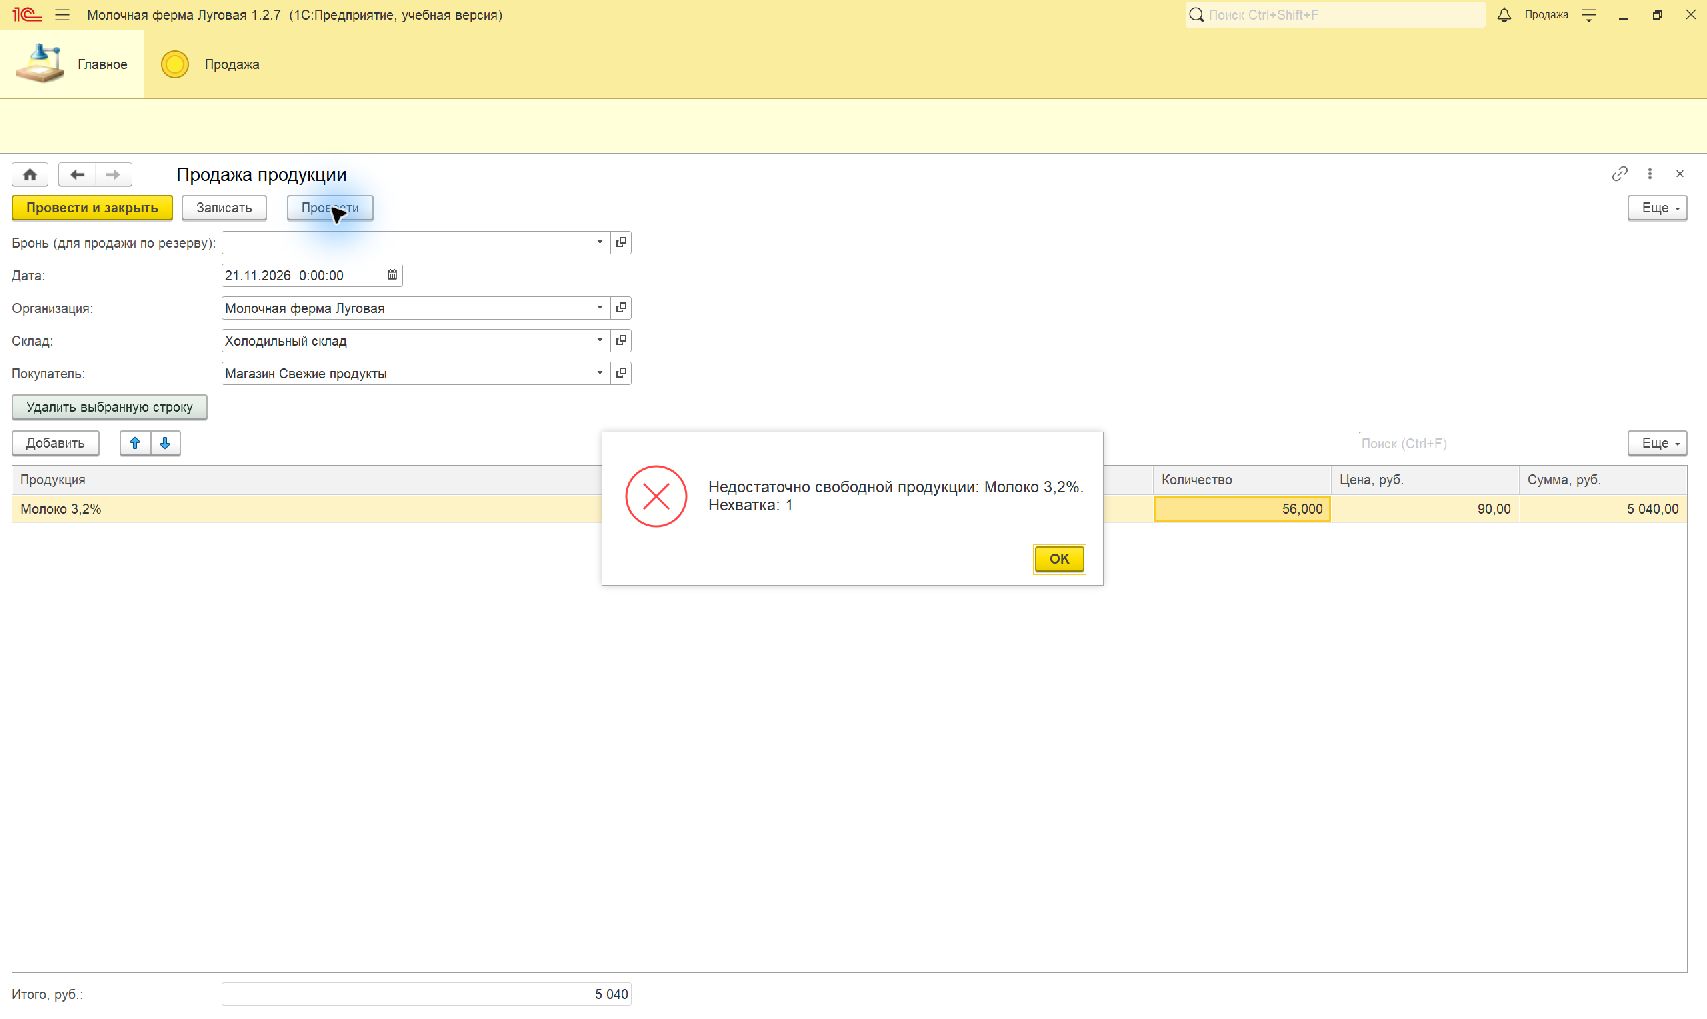 1С Молочная ферма Луговая 1.2.7 (1С:Предприятие, учебная версия) Поиск Ctrl+Shift+F Продажа
Главное Продажа
Продажа продукции
Провести и закрыть Записать Провести Еще
Бронь (для продажи по резерву):
Дата: 21.11.2026 0:00:00
Организация: Молочная ферма Луговая
Склад: Холодильный склад
Покупатель: Магазин Свежие продукты
Удалить выбранную строку
Добавить Поиск (Ctrl+F) Еще
Продукция Количество Цена, руб. Сумма, руб.
Молоко 3,2% 56,000 90,00 5 040,00
Недостаточно свободной продукции: Молоко 3,2%.
Нехватка: 1
OK
Итого, руб.: 5 040